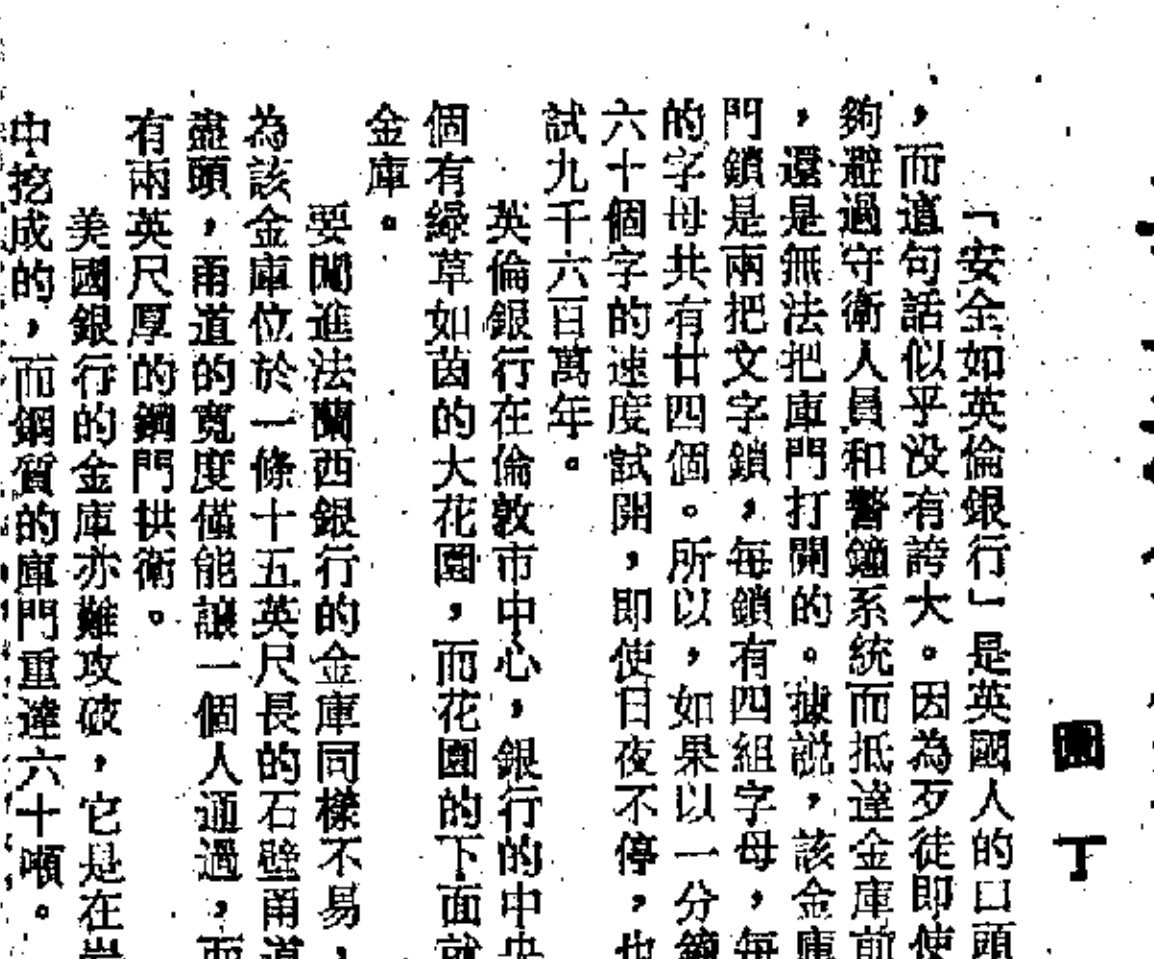 園丁
「安全如英倫銀行」是英國人的口頭
，而這句話似乎没有誇大。因為歹徒即使
夠避過守衛人員和警鐘系統而抵達金庫前
，還是無法把庫門打開的。據説，該金庫
門鎖是兩把文字鎖，每鎖有四組字母，每
的字母共有廿四個。所以，如果以一分鐘
六十個字的速度試開，即使日夜不停，也
試九千六百萬年。
英倫銀行在倫敦市中心，銀行的中央
個有綠草如茵的大花園，而花園的下面就
金庫。
要闖進法蘭西銀行的金庫同樣不易，
為該金庫位於一條十五英尺長的石壁甬道
盡頭，甬道的寬度僅能讓一個人通過，而
有兩英尺厚的鋼門拱衛。
美國銀行的金庫亦難攻破，它是在岩
中挖成的，而鋼質的庫門重達六十噸。